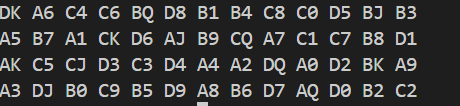 DK A6 C4 C6 BQ D8 B1 B4 C8 C0 D5 BJ B3
A5 B7 A1 CK D6 AJ B9 CQ A7 C1 C7 B8 D1
AK C5 CJ D3 C3 D4 A4 A2 DQ A0 D2 BK A9
A3 DJ B0 C9 B5 D9 A8 B6 D7 AQ D0 B2 C2